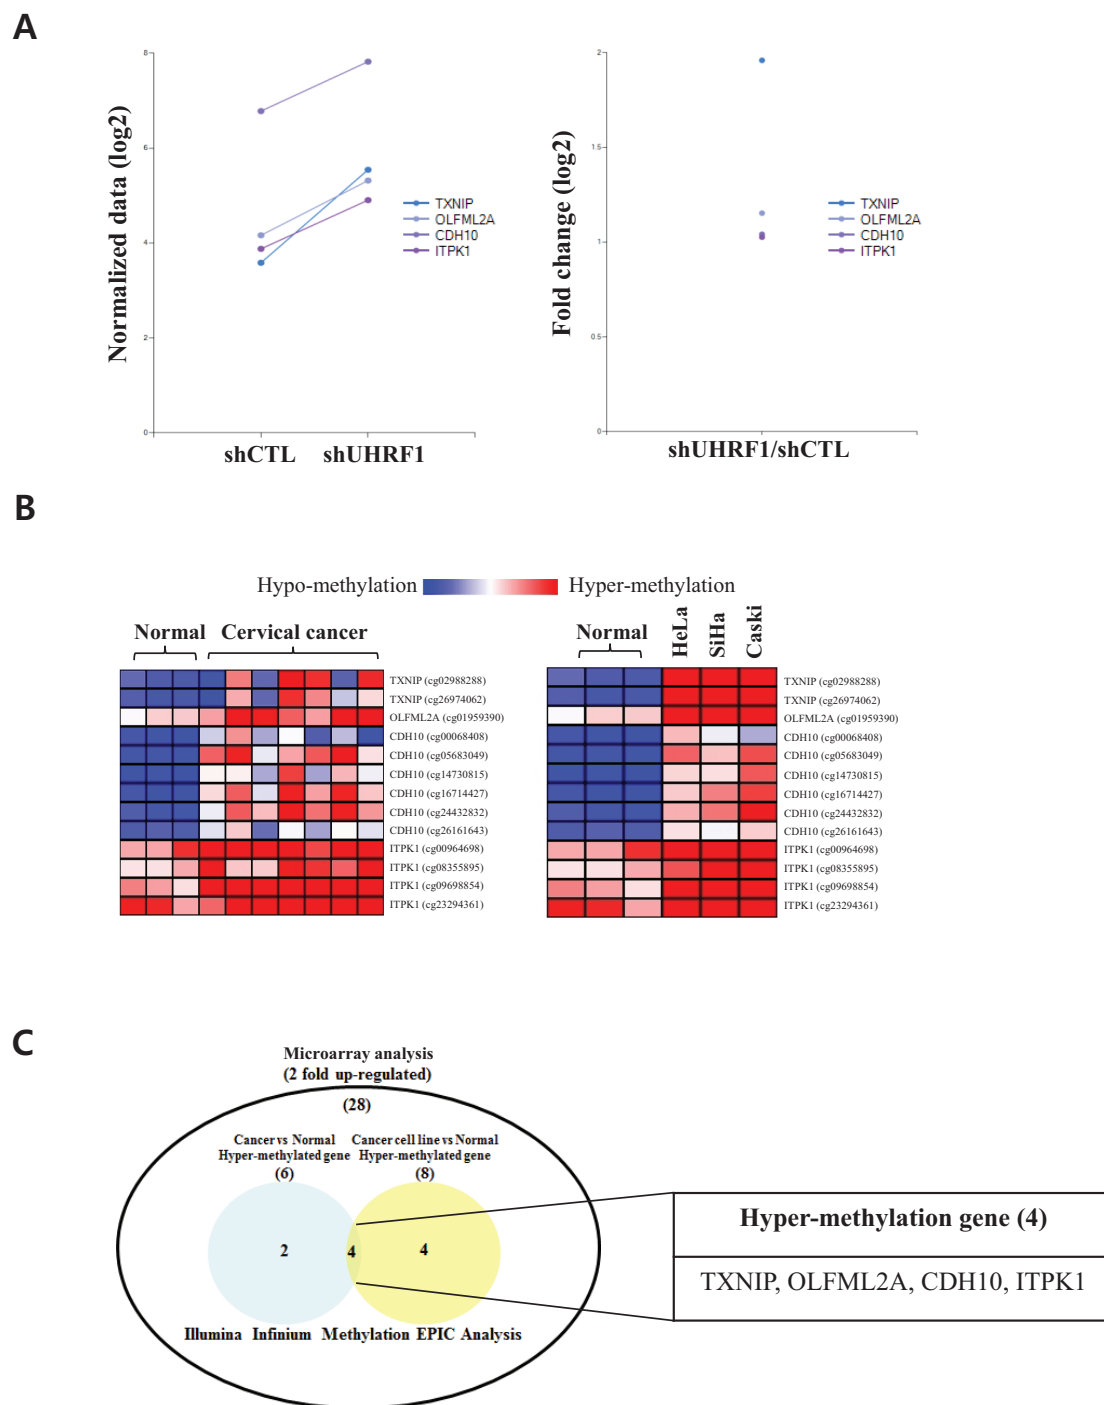 A
Normalized data (log2)
8
6
4
2
0
shCTL shUHRF1
TXNIP
OLFML2A
CDH10
ITPK1
Fold change (log2)
2
1.5
1
0.5
0
shUHRF1/shCTL
TXNIP
OLFML2A
CDH10
ITPK1
B
Hypo-methylation Hyper-methylation
Normal Cervical cancer
TXNIP (cg02988288)
TXNIP (cg26974062)
OLFML2A (cg01959390)
CDH10 (cg00068408)
CDH10 (cg05683049)
CDH10 (cg14730815)
CDH10 (cg16714427)
CDH10 (cg24432832)
CDH10 (cg26161643)
ITPK1 (cg00964698)
ITPK1 (cg08355895)
ITPK1 (cg09698854)
ITPK1 (cg23294361)
Normal HeLa SiHa Caski
TXNIP (cg02988288)
TXNIP (cg26974062)
OLFML2A (cg01959390)
CDH10 (cg00068408)
CDH10 (cg05683049)
CDH10 (cg14730815)
CDH10 (cg16714427)
CDH10 (cg24432832)
CDH10 (cg26161643)
ITPK1 (cg00964698)
ITPK1 (cg08355895)
ITPK1 (cg09698854)
ITPK1 (cg23294361)
C
Microarray analysis
(2 fold up-regulated)
(28)
Cancer vs Normal
Hyper-methylated gene
(6)
Cancer cell line vs Normal
Hyper-methylated gene
(8)
2 4 4
Illumina Infinium Methylation EPIC Analysis
Hyper-methylation gene (4)
TXNIP, OLFML2A, CDH10, ITPK1